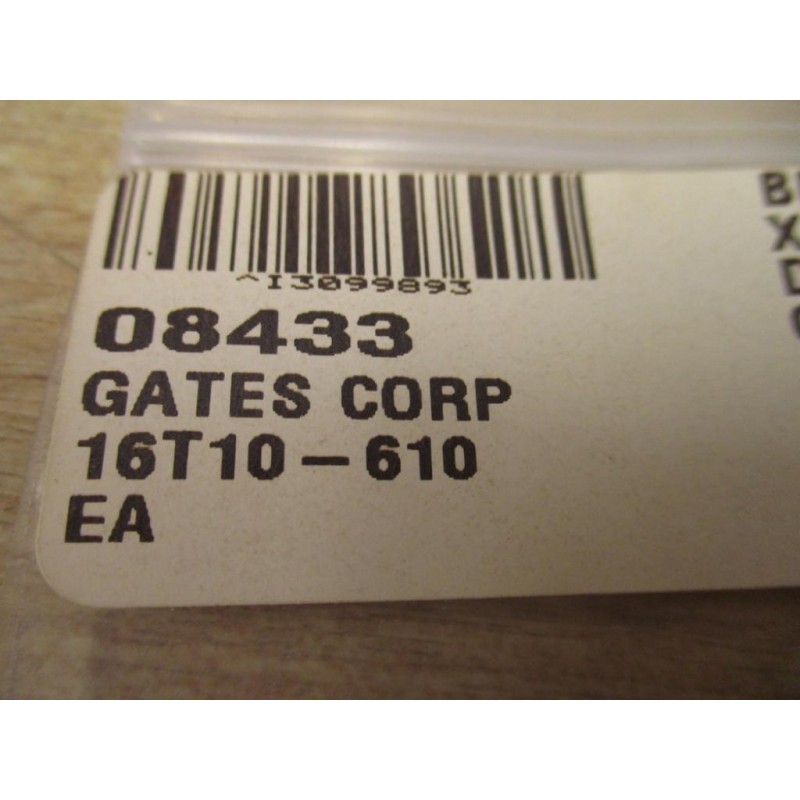 ^I3099893
08433
GATES CORP
16T10-610
EA
X